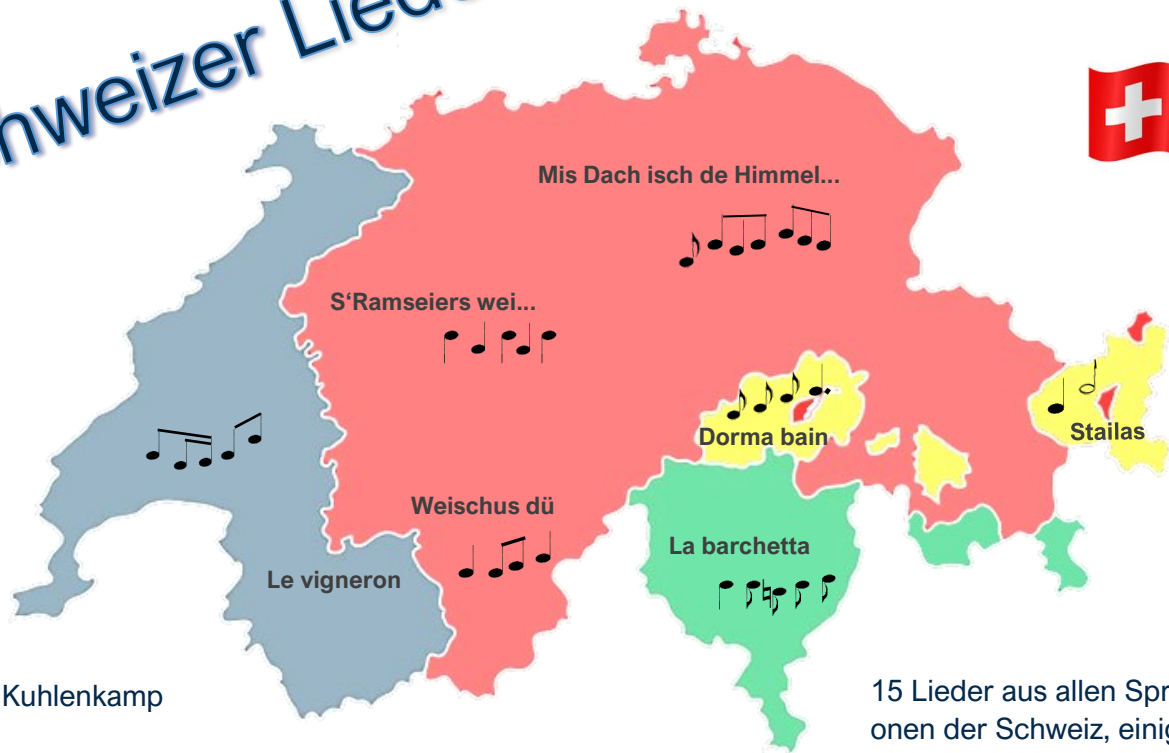 hweizer Liede
Mis Dach isch de Himmel...
S‘Ramseiers wei...
Dorma bain
Stailas
Weischus dü
La barchetta
Le vigneron
Kuhlenkamp
15 Lieder aus allen Spr
onen der Schweiz, einig